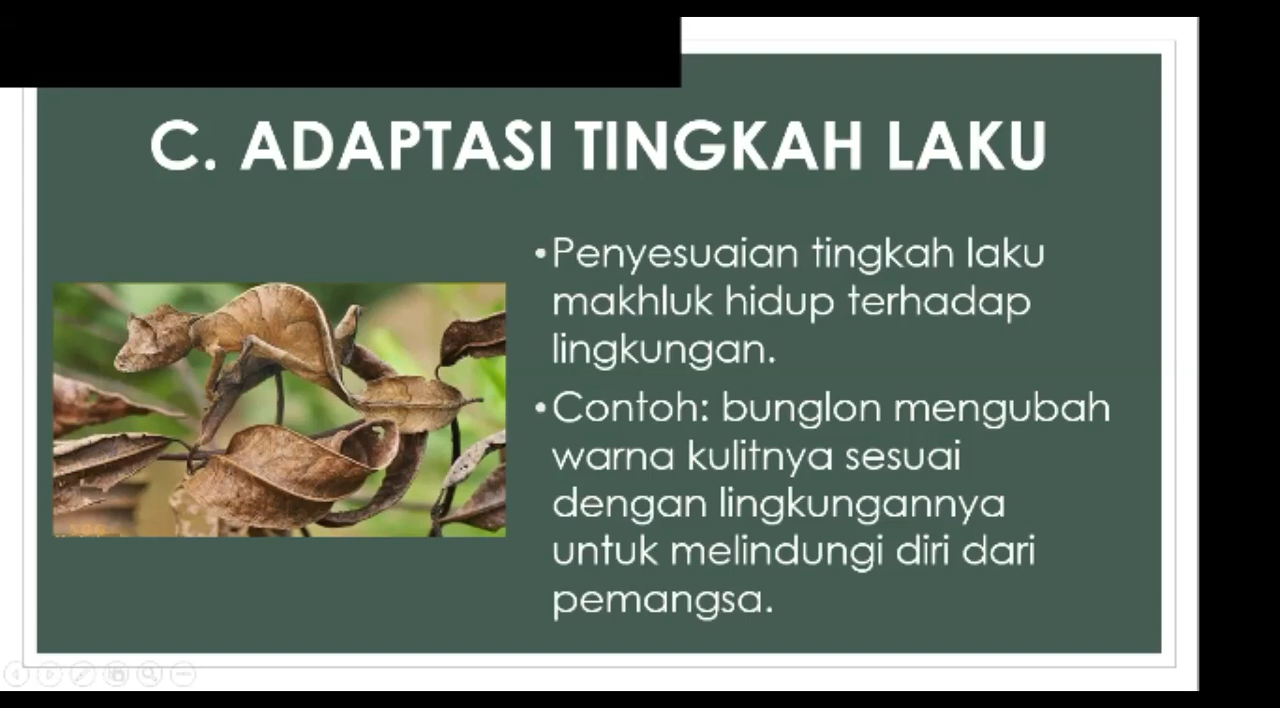 C. ADAPTASI TINGKAH LAKU
•Penyesuaian tingkah laku
makhluk hidup terhadap
lingkungan.
•Contoh: bunglon mengubah
warna kulitnya sesuai
dengan lingkungannya
untuk melindungi diri dari
pemangsa.